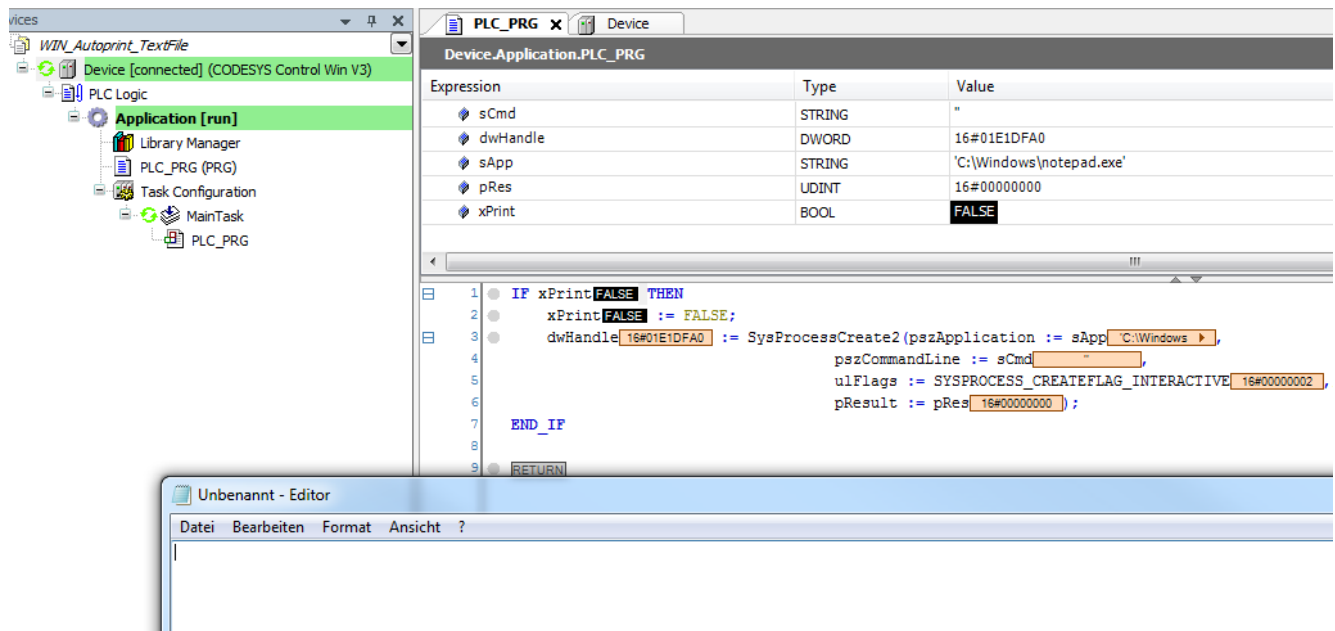 vices
WIN_Autoprint_TextFile
Device [connected] (CODESYS Control Win V3)
PLC Logic
Application [run]
Library Manager
PLC_PRG (PRG)
Task Configuration
MainTask
PLC_PRG
PLC_PRG Device
Device.Application.PLC_PRG
Expression Type Value
sCmd STRING ''
dwHandle DWORD 16#01E1DFA0
sApp STRING 'C:\Windows\notepad.exe'
pRes UDINT 16#00000000
xPrint BOOL FALSE
1 IF xPrint FALSE THEN
2 xPrint FALSE := FALSE;
3 dwHandle 16#01E1DFA0 := SysProcessCreate2(pszApplication := sApp 'C:\Windows ,
4 pszCommandLine := sCmd '' ,
5 ulFlags := SYSPROCESS_CREATEFLAG_INTERACTIVE 16#00000002 ,
6 pResult := pRes 16#00000000 );
7 END_IF
8
9 RETURN
Unbenannt - Editor
Datei Bearbeiten Format Ansicht ?